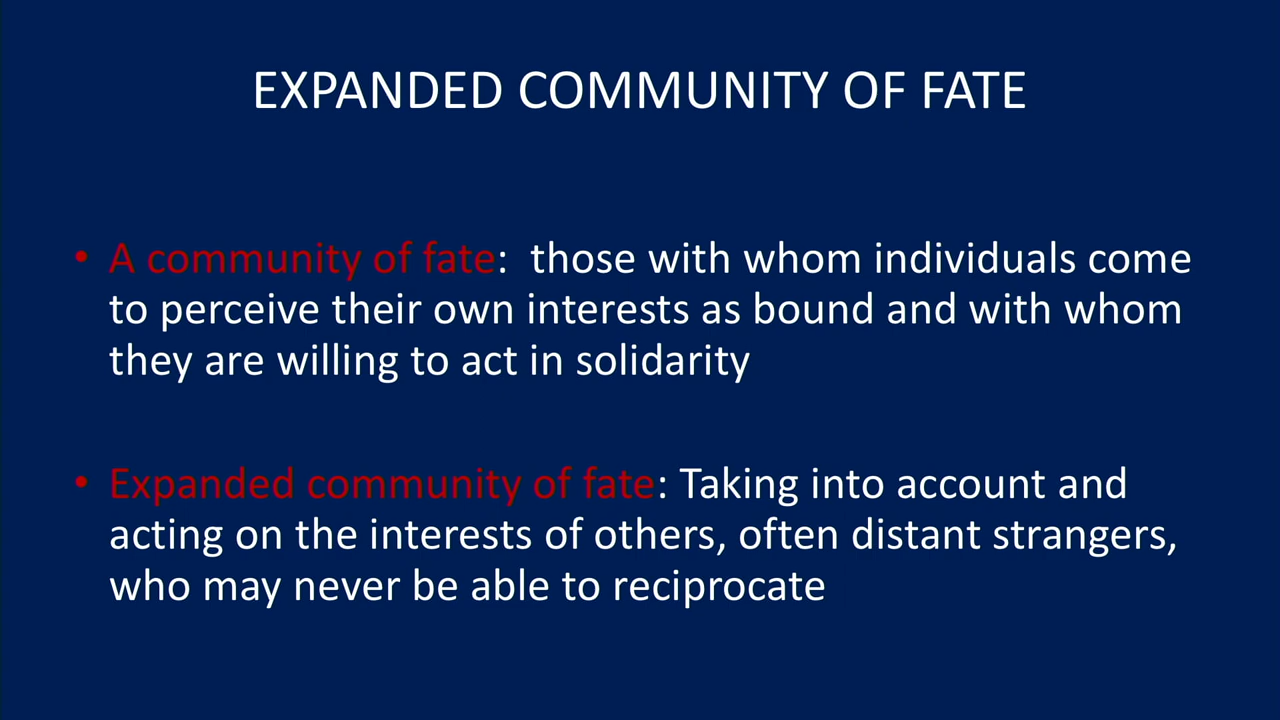 EXPANDED COMMUNITY OF FATE
• A community of fate:  those with whom individuals come
to perceive their own interests as bound and with whom
they are willing to act in solidarity
• Expanded community of fate: Taking into account and
acting on the interests of others, often distant strangers,
who may never be able to reciprocate